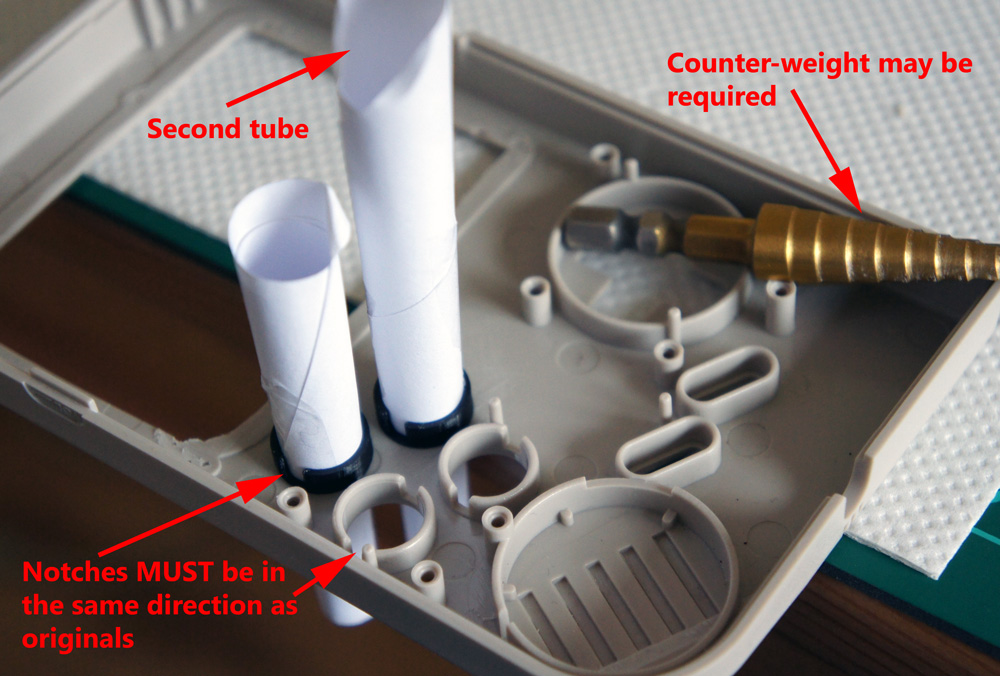 Counter-weight may be
required
Second tube
Notches MUST be in
the same direction as
originals